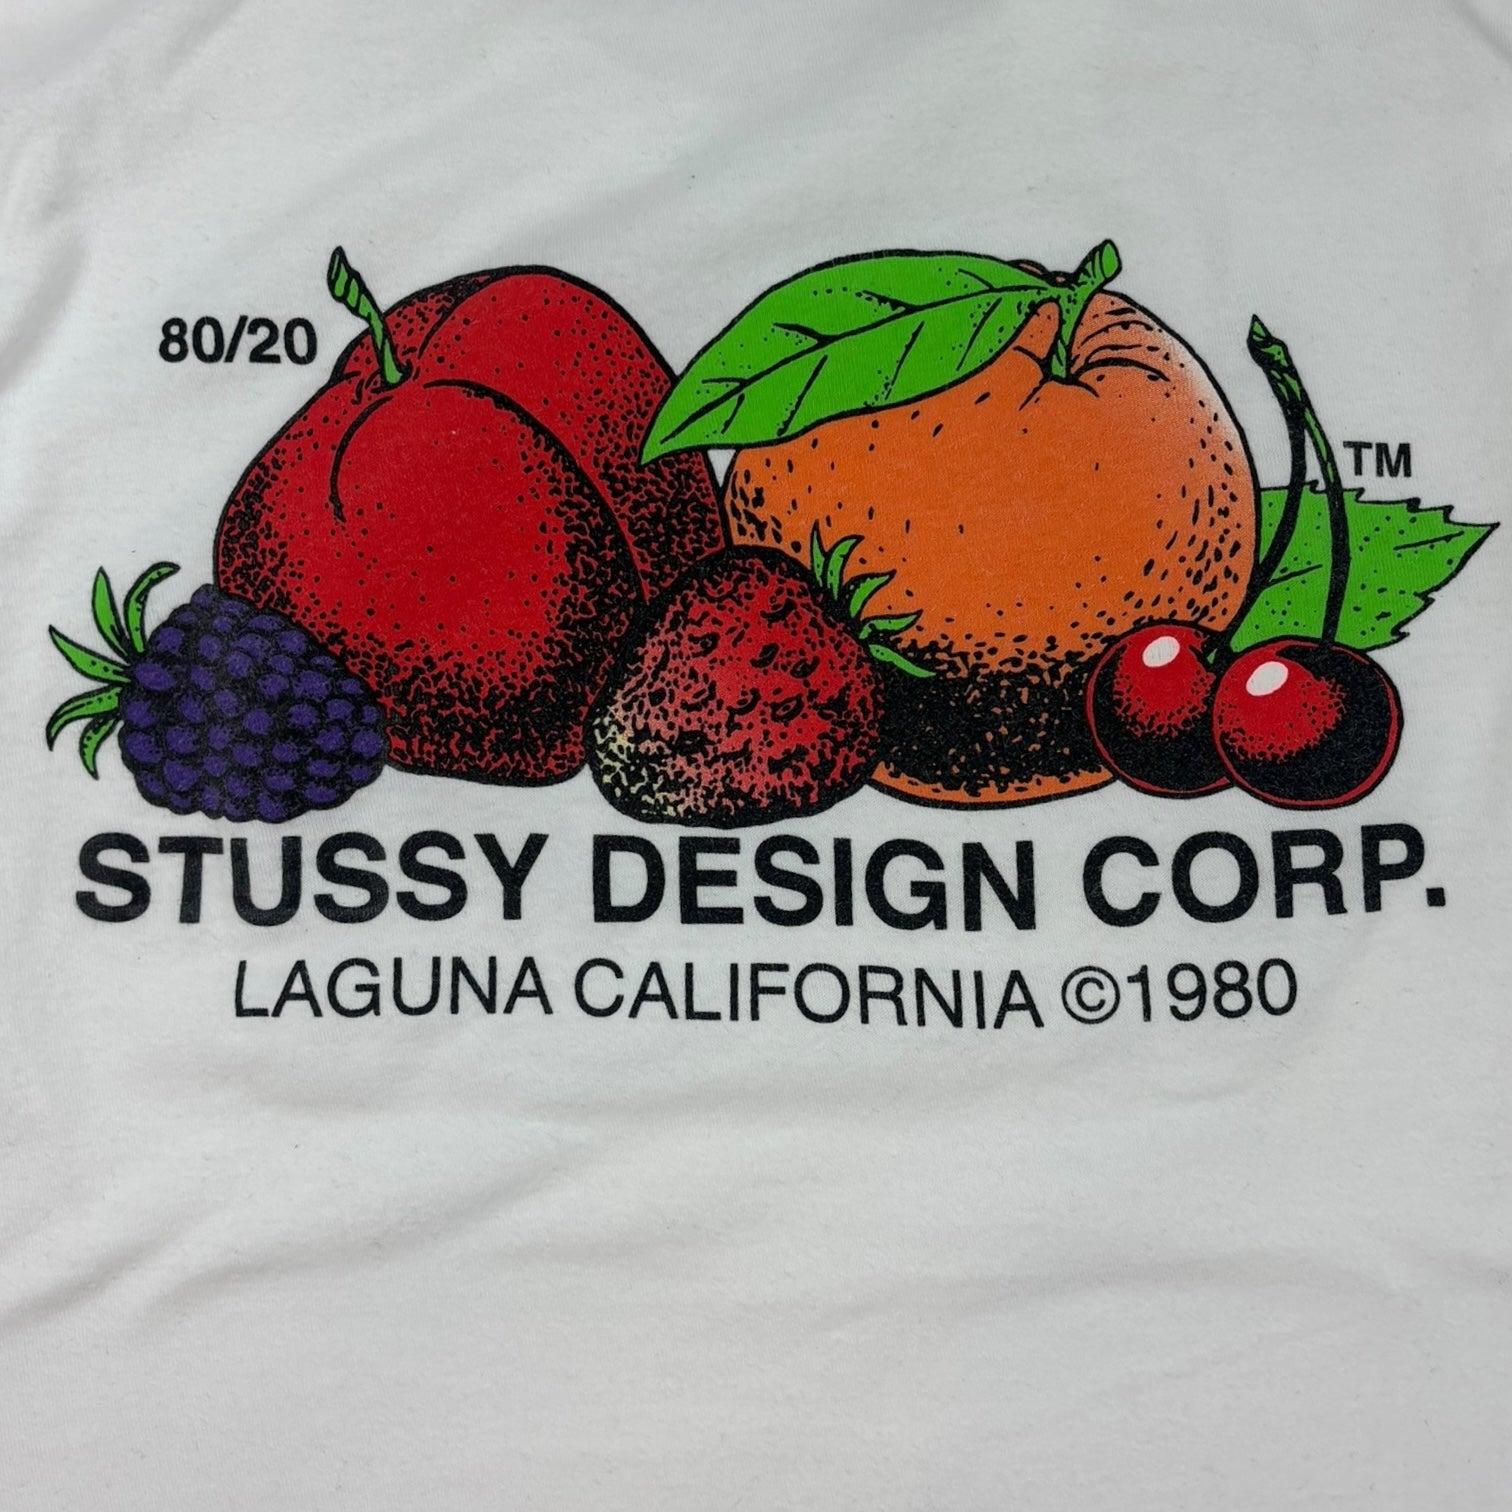 80/20
TM
STUSSY DESIGN CORP.
LAGUNA CALIFORNIA ©1980